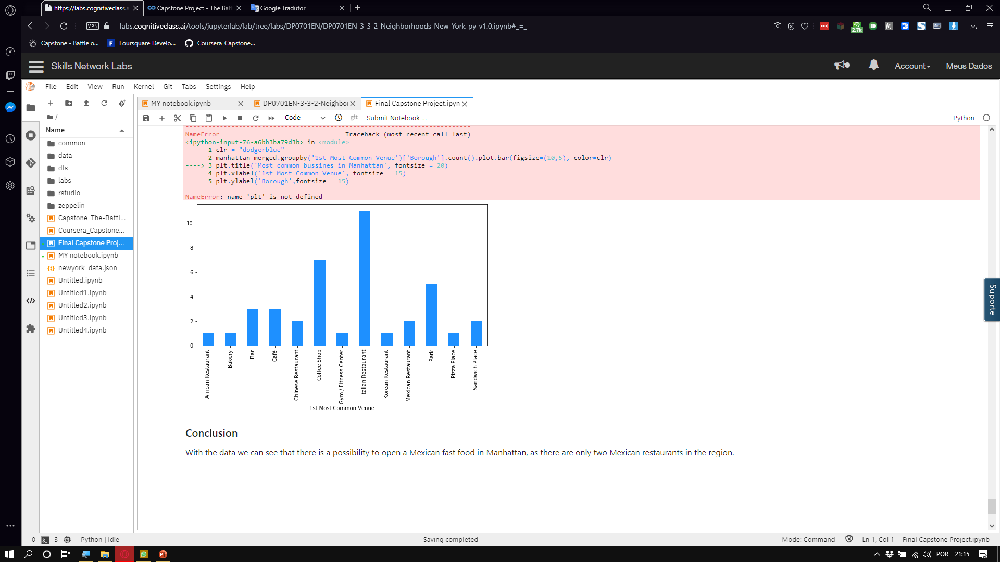 https://labs.cognitiveclass.a
Capstone Project - The Bat
Google Tradutor
VPN
labs.cognitiveclass.ai/tools/jupyterlab/lab/tree/labs/DP0701EN/DP0701EN-3-3-2-Neighborhoods-New-York-py-v1.0.ipynb#_=_
2.7k
Capstone - Battle o...
Foursquare Develo...
Coursera_Capstone...
Skills Network Labs
Account
Meus Dados
File Edit View Run Kernel Git Tabs Settings Help
MY notebook.ipynb
DP0701EN-3-3-2-Neighbor
Final Capstone Project.ipyn
/
Code
git
Submit Notebook ...
Python
Name
common
data
dfs
labs
rstudio
zeppelin
Capstone_The-Battl...
Coursera_Capstone...
Final Capstone Proj...
MY notebook.ipynb
newyork_data.json
Untitled.ipynb
Untitled1.ipynb
Untitled2.ipynb
Untitled3.ipynb
Untitled4.ipynb
---------------------------------------------------------------------------
NameError Traceback (most recent call last)
<ipython-input-76-a6bb3ba79d3b> in <module>
1 clr = "dodgerblue"
2 manhattan_merged.groupby('1st Most Common Venue')['Borough'].count().plot.bar(figsize=(10,5), color=clr)
----> 3 plt.title('Most common bussines in Manhattan', fontsize = 20)
4 plt.xlabel('1st Most Common Venue', fontsize = 15)
5 plt.ylabel('Borough',fontsize = 15)
NameError: name 'plt' is not defined
10
8
6
4
2
0
African Restaurant
Bakery
Bar
Café
Chinese Restaurant
Coffee Shop
Gym / Fitness Center
Italian Restaurant
Korean Restaurant
Mexican Restaurant
Park
Pizza Place
Sandwich Place
1st Most Common Venue
Conclusion
With the data we can see that there is a possibility to open a Mexican fast food in Manhattan, as there are only two Mexican restaurants in the region.
Suporte
0
3
Python | Idle
Saving completed
Mode: Command
Ln 1, Col 1
Final Capstone Project.ipynb
POR
21:15